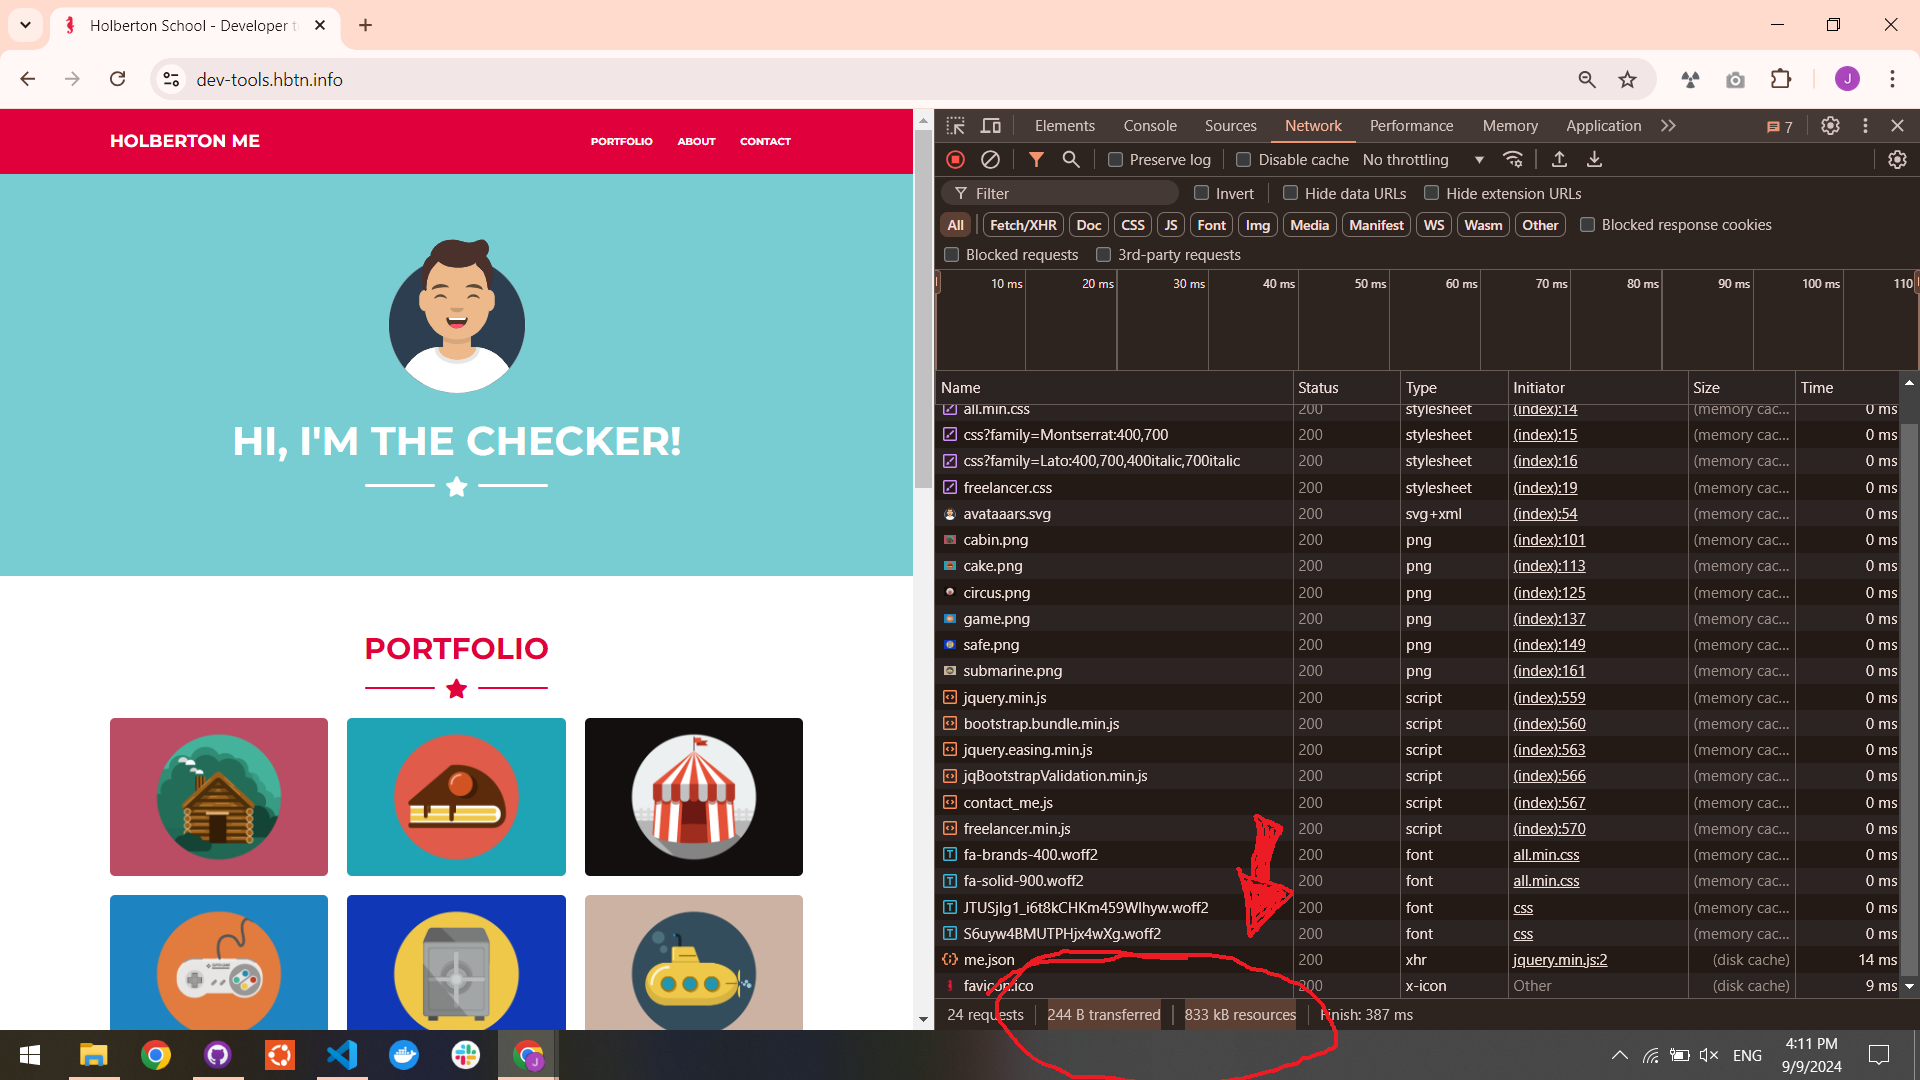 Holberton School - Developer t
dev-tools.hbtn.info
J
HOLBERTON ME
PORTFOLIO ABOUT CONTACT
HI, I'M THE CHECKER!
PORTFOLIO
Elements Console Sources Network Performance Memory Application 7
Preserve log Disable cache No throttling
Filter Invert Hide data URLs Hide extension URLs
All Fetch/XHR Doc CSS JS Font Img Media Manifest WS Wasm Other Blocked response cookies
Blocked requests 3rd-party requests
10 ms 20 ms 30 ms 40 ms 50 ms 60 ms 70 ms 80 ms 90 ms 100 ms 110
Name Status Type Initiator Size Time
all.min.css 200 stylesheet (index):14 (memory cac... 0 ms
css?family=Montserrat:400,700 200 stylesheet (index):15 (memory cac... 0 ms
css?family=Lato:400,700,400italic,700italic 200 stylesheet (index):16 (memory cac... 0 ms
freelancer.css 200 stylesheet (index):19 (memory cac... 0 ms
avataaars.svg 200 svg+xml (index):54 (memory cac... 0 ms
cabin.png 200 png (index):101 (memory cac... 0 ms
cake.png 200 png (index):113 (memory cac... 0 ms
circus.png 200 png (index):125 (memory cac... 0 ms
game.png 200 png (index):137 (memory cac... 0 ms
safe.png 200 png (index):149 (memory cac... 0 ms
submarine.png 200 png (index):161 (memory cac... 0 ms
jquery.min.js 200 script (index):559 (memory cac... 0 ms
bootstrap.bundle.min.js 200 script (index):560 (memory cac... 0 ms
jquery.easing.min.js 200 script (index):563 (memory cac... 0 ms
jqBootstrapValidation.min.js 200 script (index):566 (memory cac... 0 ms
contact_me.js 200 script (index):567 (memory cac... 0 ms
freelancer.min.js 200 script (index):570 (memory cac... 0 ms
fa-brands-400.woff2 200 font all.min.css (memory cac... 0 ms
fa-solid-900.woff2 200 font all.min.css (memory cac... 0 ms
JTUSjIg1_i6t8kCHKm459Wlhyw.woff2 200 font css (memory cac... 0 ms
S6uyw4BMUTPHjx4wXg.woff2 200 font css (memory cac... 0 ms
me.json 200 xhr jquery.min.js:2 (disk cache) 14 ms
favicon.ico 200 x-icon Other (disk cache) 9 ms
24 requests 244 B transferred 833 kB resources Finish: 387 ms
J
ENG
4:11 PM
9/9/2024